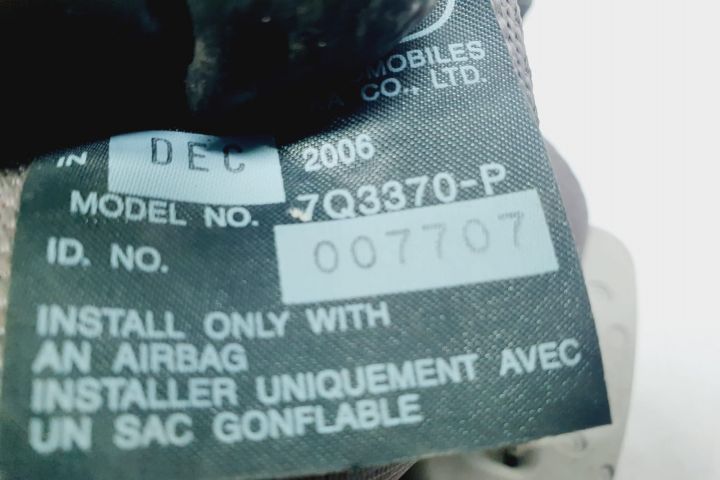 OMOBILES
A CO., LTD.
IN DEC 2006
MODEL NO. 7Q3370-P
ID. NO. 007707
INSTALL ONLY WITH
AN AIRBAG
INSTALLER UNIQUEMENT AVEC
UN SAC GONFLABLE